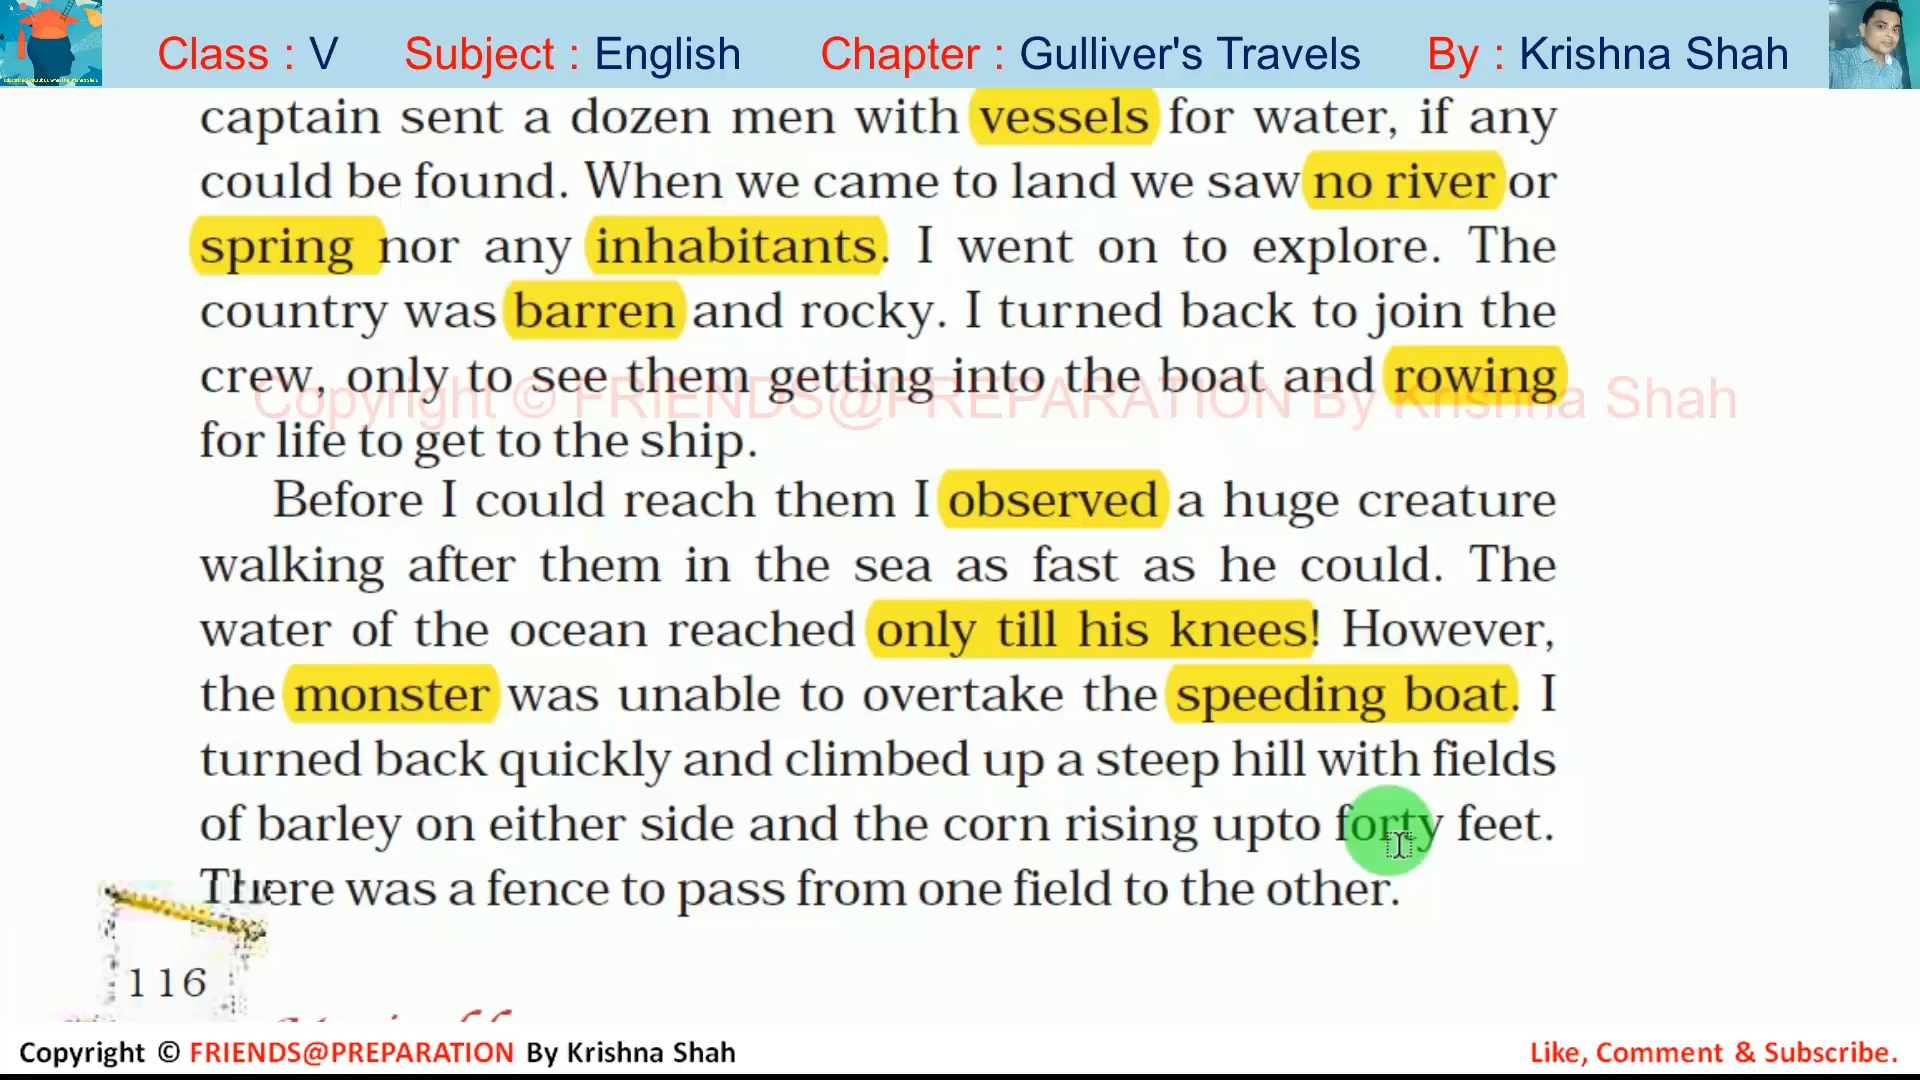 Class : V Subject : English Chapter : Gulliver's Travels By : Krishna Shah
captain sent a dozen men with vessels for water, if any
could be found. When we came to land we saw no river or
spring nor any inhabitants. I went on to explore. The
country was barren and rocky. I turned back to join the
crew, only to see them getting into the boat and rowing
Copyright © FRIENDS@PREPARATION By Krishna Shah
for life to get to the ship.
Before I could reach them I observed a huge creature
walking after them in the sea as fast as he could. The
water of the ocean reached only till his knees! However,
the monster was unable to overtake the speeding boat. I
turned back quickly and climbed up a steep hill with fields
of barley on either side and the corn rising upto forty feet.
There was a fence to pass from one field to the other.
116
Copyright © FRIENDS@PREPARATION By Krishna Shah
Like, Comment & Subscribe.